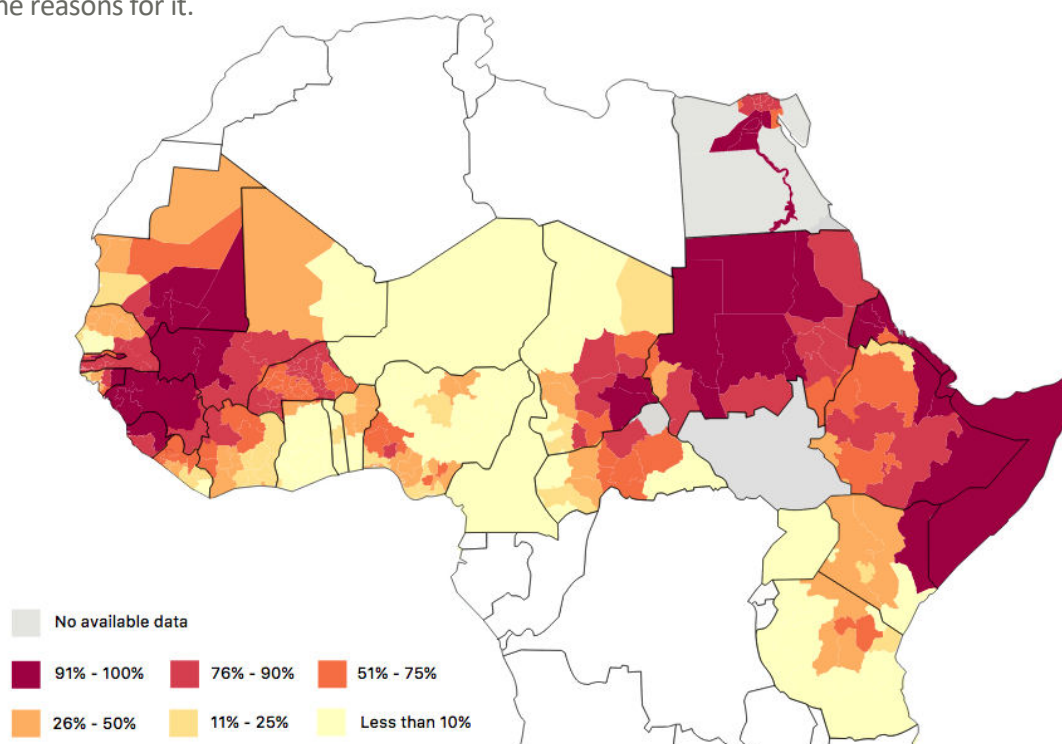 he reasons for it.
No available data
91% - 100%
76% - 90%
51% - 75%
26% - 50%
11% - 25%
Less than 10%